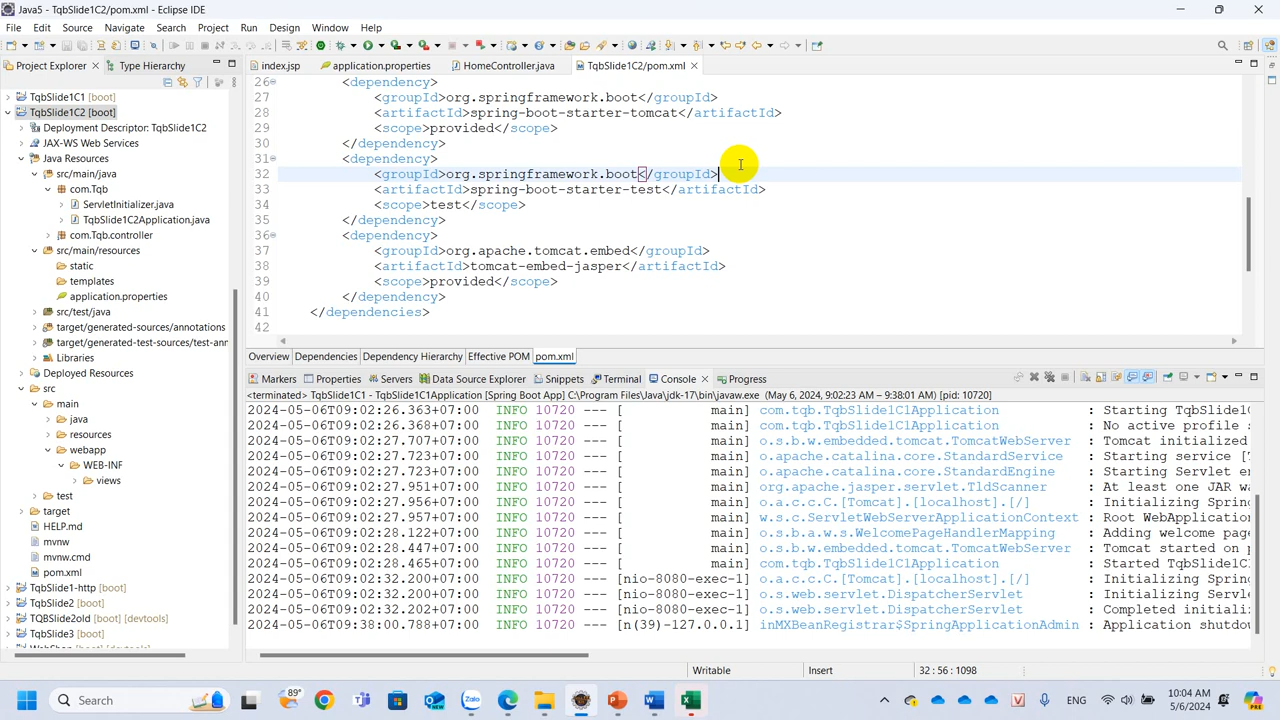 Java5 - TqbSlide1C2/pom.xml - Eclipse IDE
File Edit Source Navigate Search Project Run Design Window Help
Project Explorer Type Hierarchy
index.jsp application.properties HomeController.java TqbSlide1C2/pom.xml
TqbSlide1C1 [boot]
TqbSlide1C2 [boot]
Deployment Descriptor: TqbSlide1C2
JAX-WS Web Services
Java Resources
src/main/java
com.Tqb
ServletInitializer.java
TqbSlide1C2Application.java
com.Tqb.controller
src/main/resources
static
templates
application.properties
src/test/java
target/generated-sources/annotations
target/generated-test-sources/test-ann
Libraries
Deployed Resources
src
main
java
resources
webapp
WEB-INF
views
test
target
HELP.md
mvnw
mvnw.cmd
pom.xml
TqbSlide1-http [boot]
TqbSlide2 [boot]
TQBSlide2old [boot] [devtools]
TqbSlide3 [boot]
WebShop [boot] [devtools]
26 <dependency>
27 <groupId>org.springframework.boot</groupId>
28 <artifactId>spring-boot-starter-tomcat</artifactId>
29 <scope>provided</scope>
30 </dependency>
31 <dependency>
32 <groupId>org.springframework.boot</groupId>
33 <artifactId>spring-boot-starter-test</artifactId>
34 <scope>test</scope>
35 </dependency>
36 <dependency>
37 <groupId>org.apache.tomcat.embed</groupId>
38 <artifactId>tomcat-embed-jasper</artifactId>
39 <scope>provided</scope>
40 </dependency>
41 </dependencies>
42
Overview Dependencies Dependency Hierarchy Effective POM pom.xml
Markers Properties Servers Data Source Explorer Snippets Terminal Console Progress
<terminated> TqbSlide1C1 - TqbSlide1C1Application [Spring Boot App] C:\Program Files\Java\jdk-17\bin\javaw.exe (May 6, 2024, 9:02:23 AM – 9:38:01 AM) [pid: 10720]
2024-05-06T09:02:26.363+07:00 INFO 10720 --- [ main] com.tqb.TqbSlide1C1Application : Starting TqbSlide1C
2024-05-06T09:02:26.368+07:00 INFO 10720 --- [ main] com.tqb.TqbSlide1C1Application : No active profile s
2024-05-06T09:02:27.707+07:00 INFO 10720 --- [ main] o.s.b.w.embedded.tomcat.TomcatWebServer : Tomcat initialized
2024-05-06T09:02:27.723+07:00 INFO 10720 --- [ main] o.apache.catalina.core.StandardService : Starting service [T
2024-05-06T09:02:27.723+07:00 INFO 10720 --- [ main] o.apache.catalina.core.StandardEngine : Starting Servlet en
2024-05-06T09:02:27.951+07:00 INFO 10720 --- [ main] org.apache.jasper.servlet.TldScanner : At least one JAR wa
2024-05-06T09:02:27.956+07:00 INFO 10720 --- [ main] o.a.c.c.C.[Tomcat].[localhost].[/] : Initializing Spring
2024-05-06T09:02:27.957+07:00 INFO 10720 --- [ main] w.s.c.ServletWebServerApplicationContext : Root WebApplication
2024-05-06T09:02:28.122+07:00 INFO 10720 --- [ main] o.s.b.a.w.s.WelcomePageHandlerMapping : Adding welcome page
2024-05-06T09:02:28.447+07:00 INFO 10720 --- [ main] o.s.b.w.embedded.tomcat.TomcatWebServer : Tomcat started on p
2024-05-06T09:02:28.465+07:00 INFO 10720 --- [ main] com.tqb.TqbSlide1C1Application : Started TqbSlide1C1
2024-05-06T09:02:32.200+07:00 INFO 10720 --- [nio-8080-exec-1] o.a.c.c.C.[Tomcat].[localhost].[/] : Initializing Spring
2024-05-06T09:02:32.200+07:00 INFO 10720 --- [nio-8080-exec-1] o.s.web.servlet.DispatcherServlet : Initializing Servle
2024-05-06T09:02:32.202+07:00 INFO 10720 --- [nio-8080-exec-1] o.s.web.servlet.DispatcherServlet : Completed initializ
2024-05-06T09:38:00.788+07:00 INFO 10720 --- [n(39)-127.0.0.1] inMXBeanRegistrar$SpringApplicationAdmin : Application shutdow
Writable Insert 32 : 56 : 1098
Search 89° Zalo ENG 10:04 AM
5/6/2024